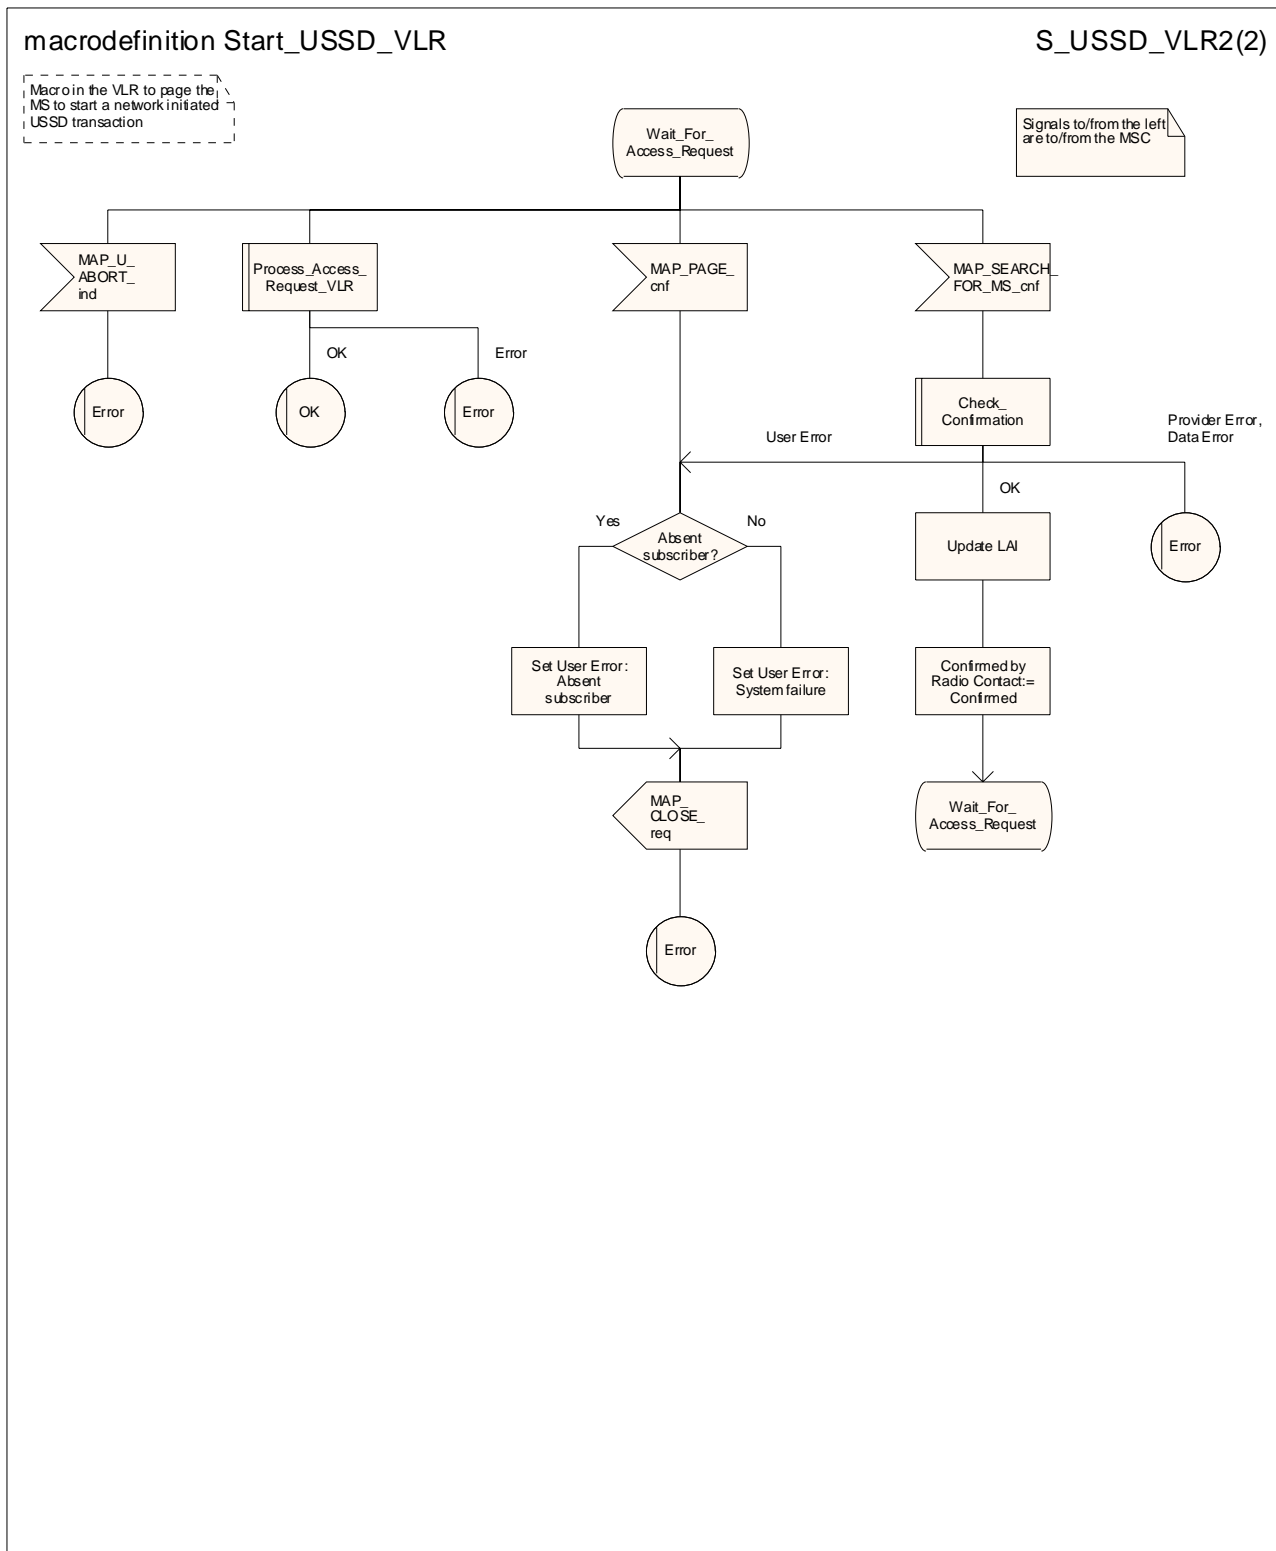 macrodefinition Start_USSD_VLR
S_USSD_VLR2(2)
Macro in the VLR to page the
MS to start a network initiated
USSD transaction
Wait_For_
Access_Request
Signals to/from the left
are to/from the MSC
MAP_U_
ABORT_
ind
Process_Access_
Request_VLR
MAP_PAGE_
cnf
MAP_SEARCH_
FOR_MS_cnf
OK
Error
Error
OK
Error
Check_
Confirmation
User Error
Provider Error,
Data Error
OK
Yes
No
Absent
subscriber?
Update LAI
Error
Set User Error:
Absent
subscriber
Set User Error:
System failure
Confirmed by
Radio Contact:=
Confirmed
MAP_
CLOSE_
req
Wait_For_
Access_Request
Error